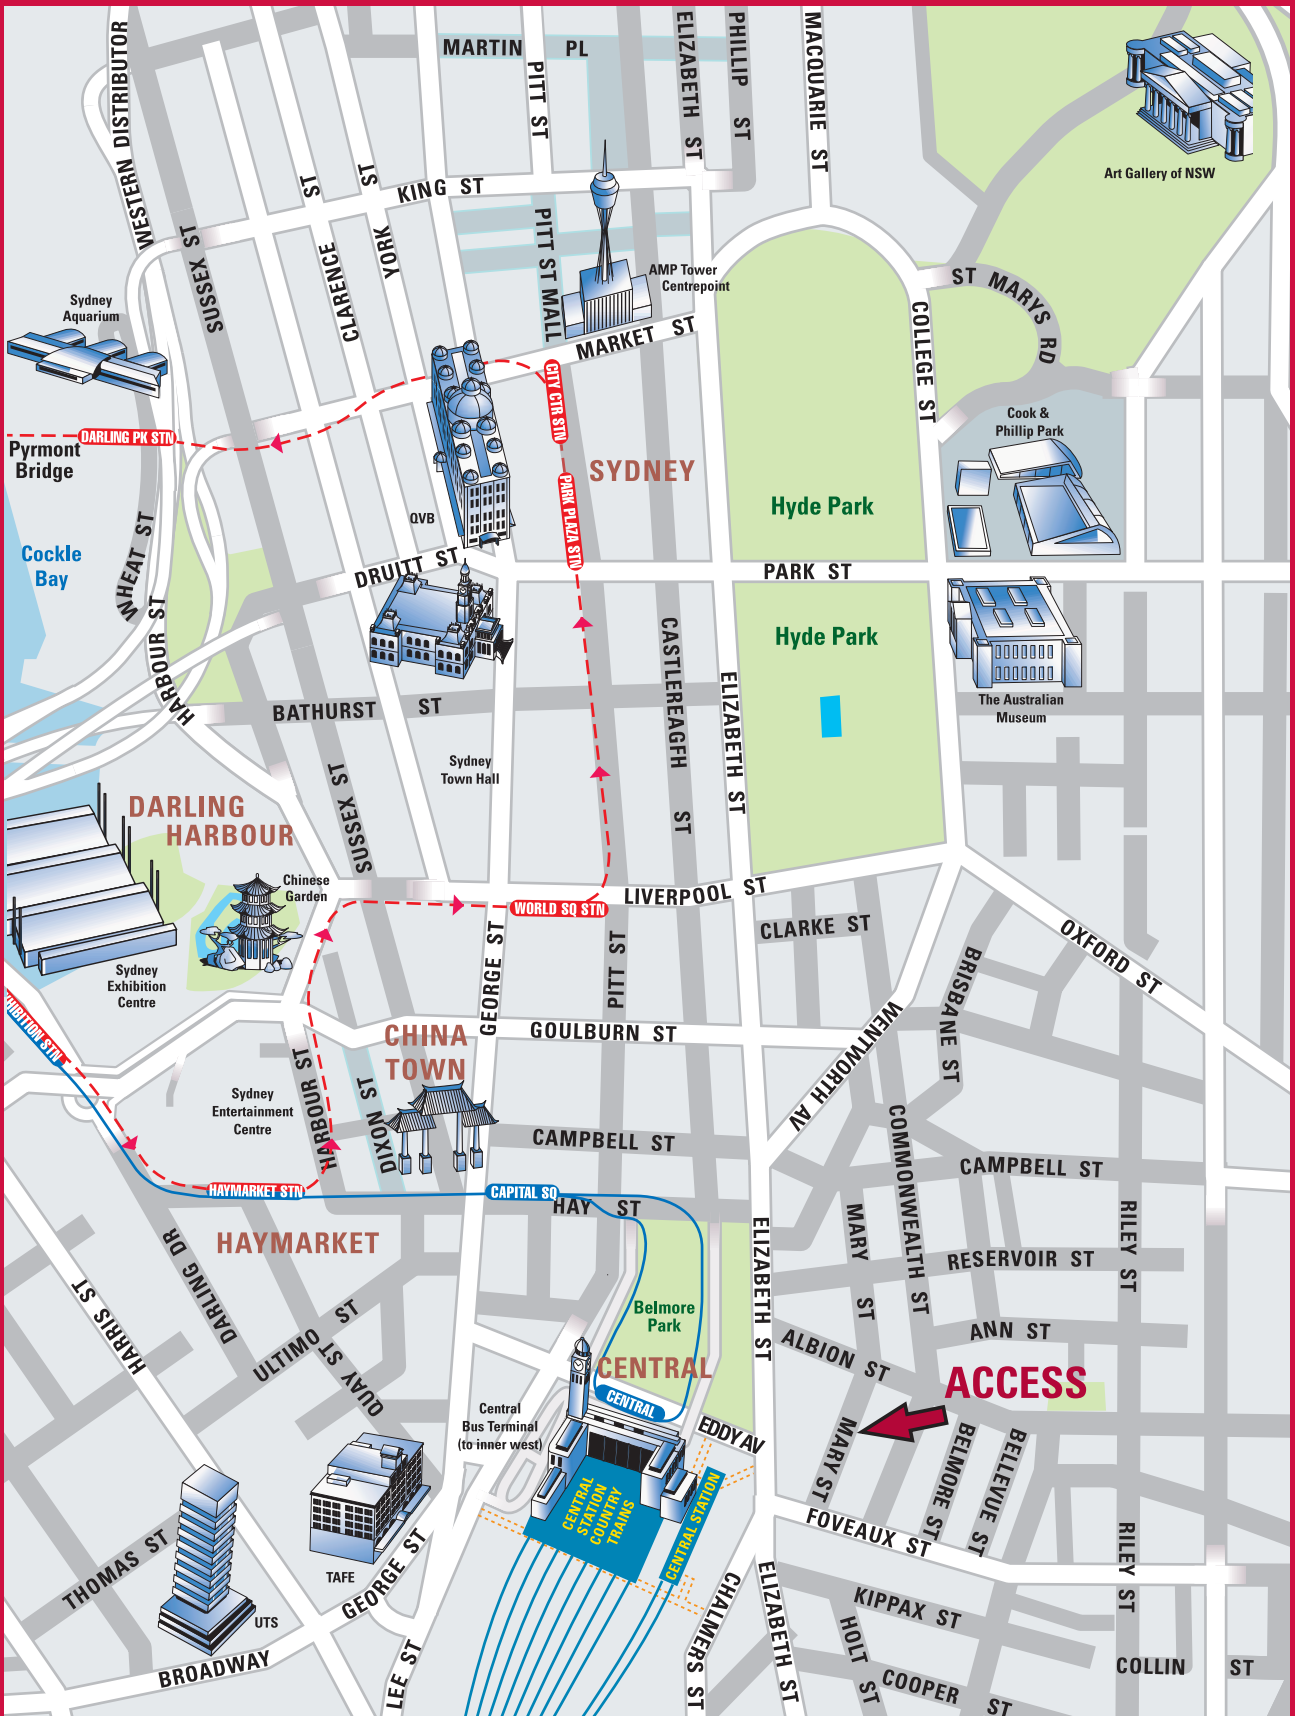 WESTERN DISTRIBUTOR
MARTIN PL
PITT ST
ELIZABETH ST
PHILLIP ST
MACQUARIE ST
Art Gallery of NSW
KING ST
ST
ST
SUSSEX ST
CLARENCE
YORK
PITT ST MALL
AMP Tower
Centrepoint
MARKET ST
ST MARYS RD
COLLEGE ST
Sydney
Aquarium
DARLING PK STN
CITY CTR STN
PARK PLAZA STN
Pyrmont
Bridge
SYDNEY
Cook &
Phillip Park
Hyde Park
QVB
Cockle
Bay
WHEAT ST
HARBOUR ST
DRUITT ST
PARK ST
Hyde Park
CASTLEREAGFH ST
ELIZABETH ST
The Australian
Museum
BATHURST ST
Sydney
Town Hall
SUSSEX ST
DARLING
HARBOUR
Chinese
Garden
LIVERPOOL ST
WORLD SQ STN
CLARKE ST
OXFORD ST
BRISBANE ST
Sydney
Exhibition
Centre
HIBITION STN
GEORGE ST
PITT ST
GOULBURN ST
WENTWORTH AV
CHINA
TOWN
HARBOUR ST
DIXON ST
Sydney
Entertainment
Centre
CAMPBELL ST
COMMONWEALTH ST
CAMPBELL ST
HAYMARKET STN
CAPITAL SQ
HAY ST
HAYMARKET
DARLING DR
HARRIS ST
ULTIMO ST
QUAY ST
MARY ST
RESERVOIR ST
RILEY ST
ELIZABETH ST
Belmore
Park
ANN ST
ALBION ST
CENTRAL
CENTRAL
ACCESS
Central
Bus Terminal
(to inner west)
EDDY AV
MARY ST
BELMORE ST
BELLEVUE ST
CENTRAL
STATION
COUNTRY
TRAINS
CENTRAL STATION
FOVEAUX ST
RILEY ST
THOMAS ST
TAFE
GEORGE ST
UTS
BROADWAY
LEE ST
CHALMERS ST
ELIZABETH ST
KIPPAX ST
HOLT ST
COOPER ST
COLLIN ST